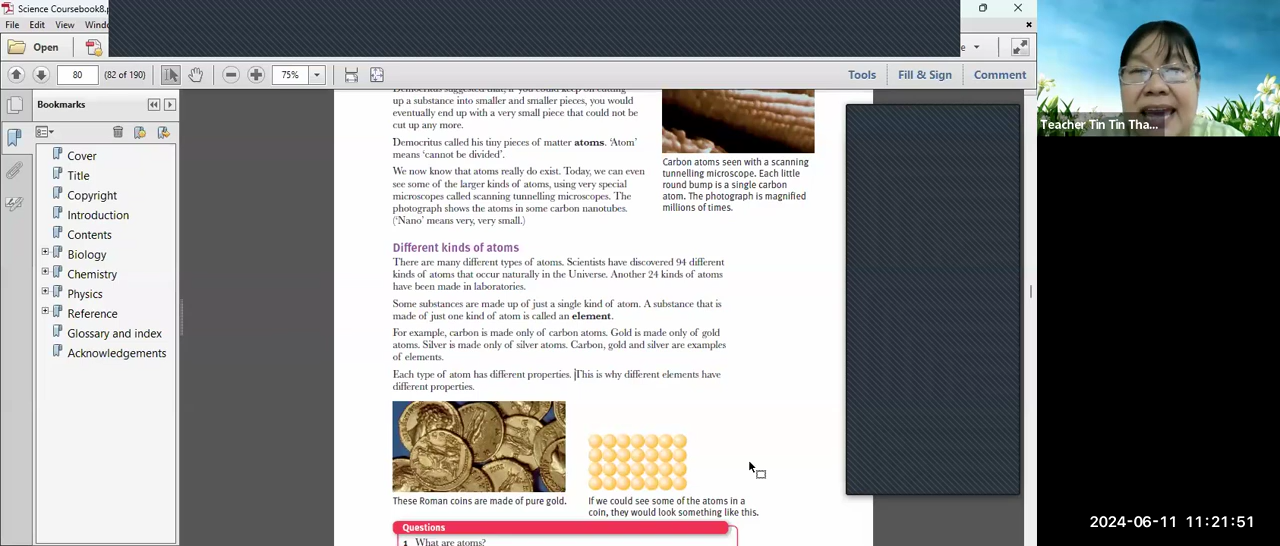 Science Coursebook8.p
File Edit View Windo
Open
80 (82 of 190) 75% Tools Fill & Sign Comment
Bookmarks
Cover
Title
Copyright
Introduction
Contents
Biology
Chemistry
Physics
Reference
Glossary and index
Acknowledgements
Democritus suggested that, if you could keep on cutting
up a substance into smaller and smaller pieces, you would
eventually end up with a very small piece that could not be
cut up any more.
Democritus called his tiny pieces of matter atoms. 'Atom'
means 'cannot be divided'.
We now know that atoms really do exist. Today, we can even
see some of the larger kinds of atoms, using very special
microscopes called scanning tunnelling microscopes. The
photograph shows the atoms in some carbon nanotubes.
('Nano' means very, very small.)
Carbon atoms seen with a scanning
tunnelling microscope. Each little
round bump is a single carbon
atom. The photograph is magnified
millions of times.
Different kinds of atoms
There are many different types of atoms. Scientists have discovered 94 different
kinds of atoms that occur naturally in the Universe. Another 24 kinds of atoms
have been made in laboratories.
Some substances are made up of just a single kind of atom. A substance that is
made of just one kind of atom is called an element.
For example, carbon is made only of carbon atoms. Gold is made only of gold
atoms. Silver is made only of silver atoms. Carbon, gold and silver are examples
of elements.
Each type of atom has different properties. This is why different elements have
different properties.
These Roman coins are made of pure gold.
If we could see some of the atoms in a
coin, they would look something like this.
Questions
1 What are atoms?
Teacher Tin Tin Tha...
2024-06-11 11:21:51